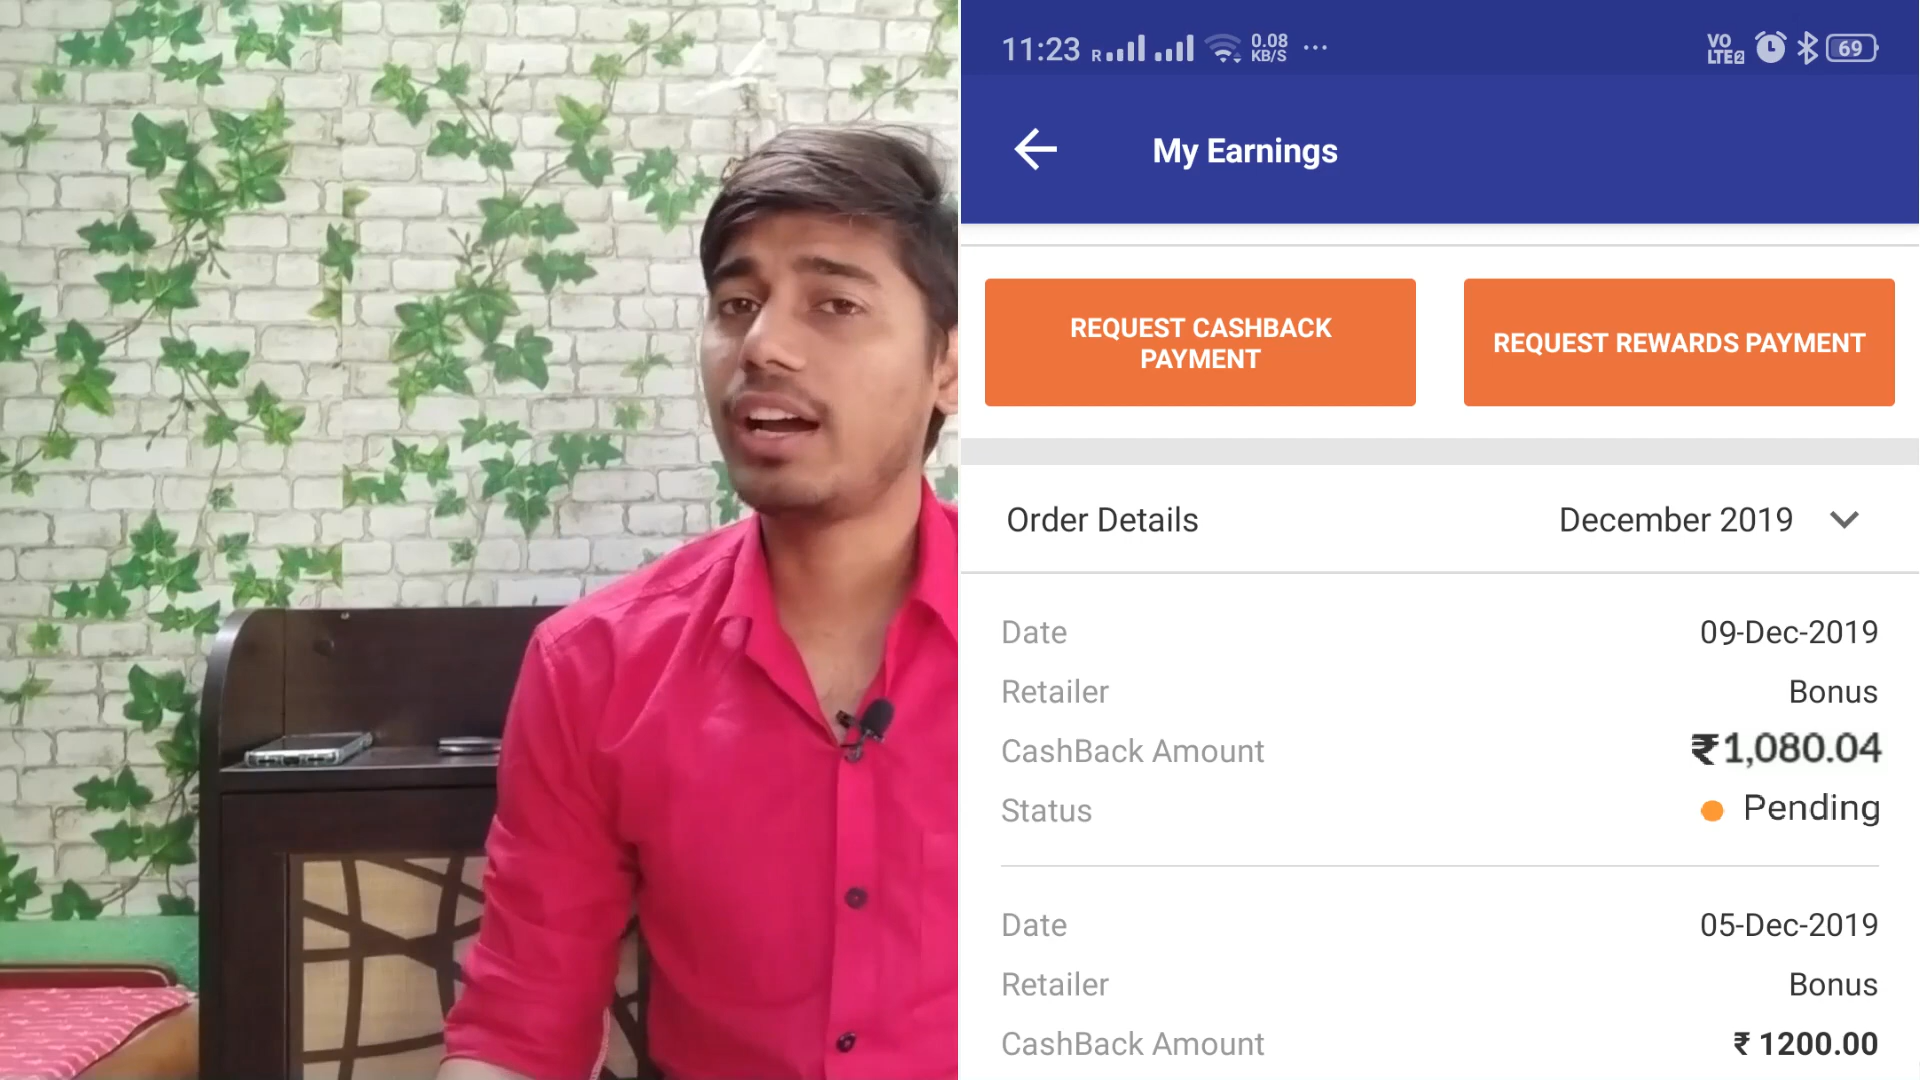 11:23 R 0.08 KB/S ... VO LTE2 69
My Earnings
REQUEST CASHBACK
PAYMENT
REQUEST REWARDS PAYMENT
Order Details December 2019
Date 09-Dec-2019
Retailer Bonus
CashBack Amount ₹1,080.04
Status Pending
Date 05-Dec-2019
Retailer Bonus
CashBack Amount ₹ 1200.00